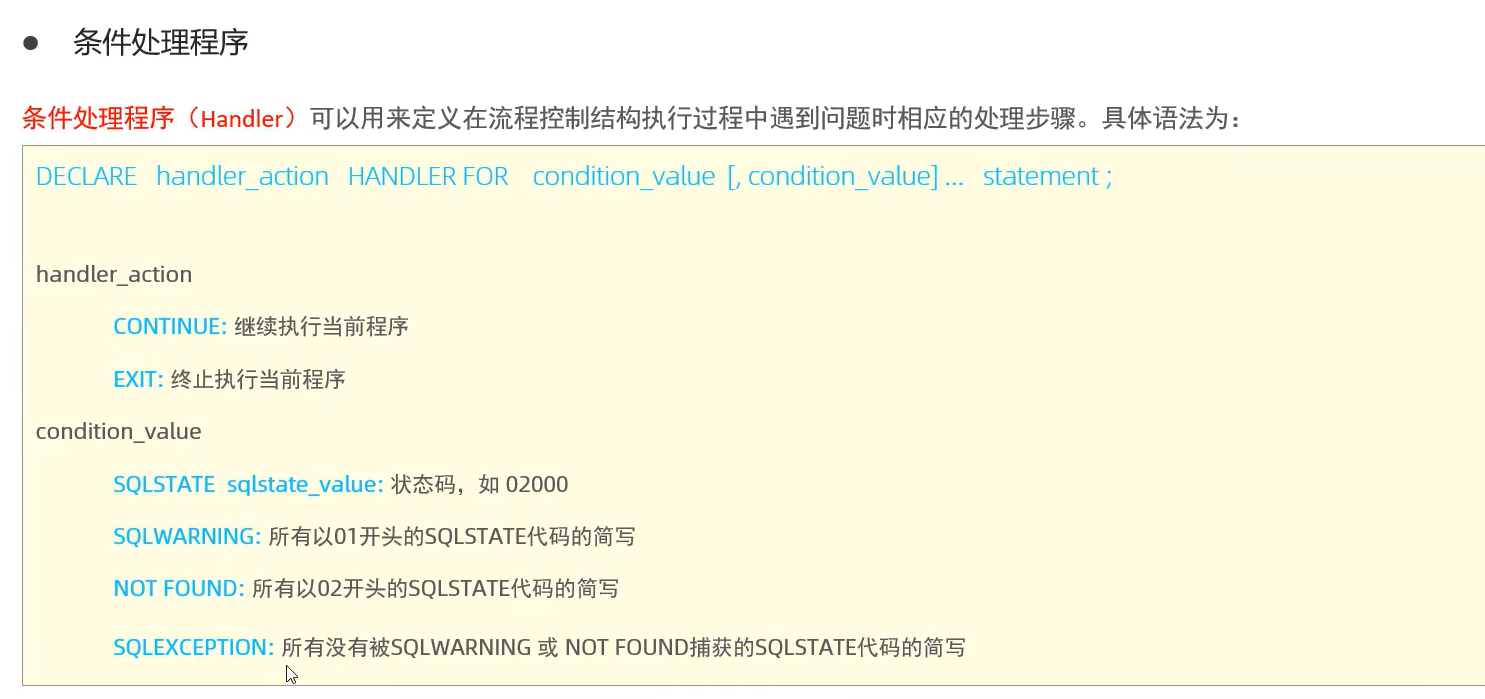 ● 条件处理程序
条件处理程序（Handler）可以用来定义在流程控制结构执行过程中遇到问题时相应的处理步骤。具体语法为：
DECLARE handler_action HANDLER FOR condition_value [, condition_value] ... statement ;
handler_action
CONTINUE: 继续执行当前程序
EXIT: 终止执行当前程序
condition_value
SQLSTATE sqlstate_value: 状态码，如 02000
SQLWARNING: 所有以01开头的SQLSTATE代码的简写
NOT FOUND: 所有以02开头的SQLSTATE代码的简写
SQLEXCEPTION: 所有没有被SQLWARNING 或 NOT FOUND捕获的SQLSTATE代码的简写